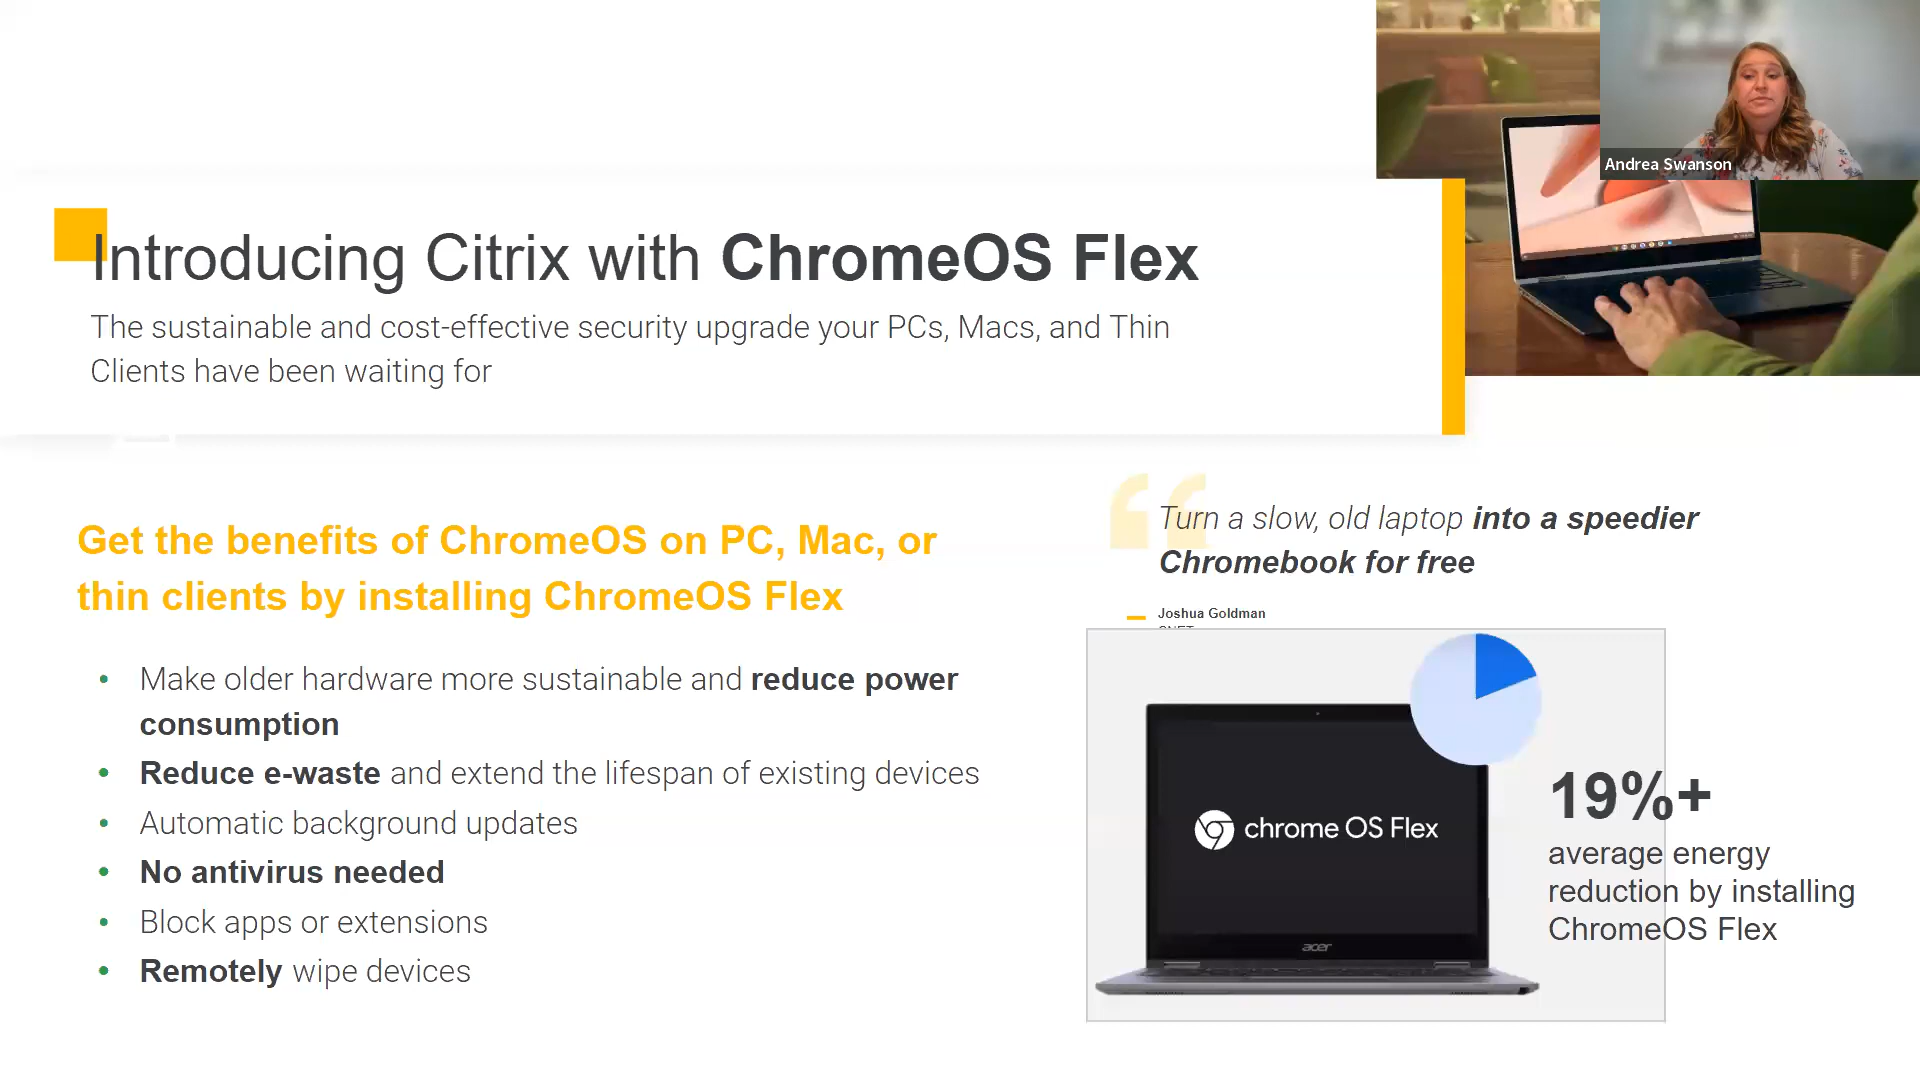 Andrea Swanson
Introducing Citrix with ChromeOS Flex
The sustainable and cost-effective security upgrade your PCs, Macs, and Thin
Clients have been waiting for
Get the benefits of ChromeOS on PC, Mac, or
thin clients by installing ChromeOS Flex
• Make older hardware more sustainable and reduce power
consumption
• Reduce e-waste and extend the lifespan of existing devices
• Automatic background updates
• No antivirus needed
• Block apps or extensions
• Remotely wipe devices
“
Turn a slow, old laptop into a speedier
Chromebook for free
Joshua Goldman
chrome OS Flex
acer
19%+
average energy
reduction by installing
ChromeOS Flex